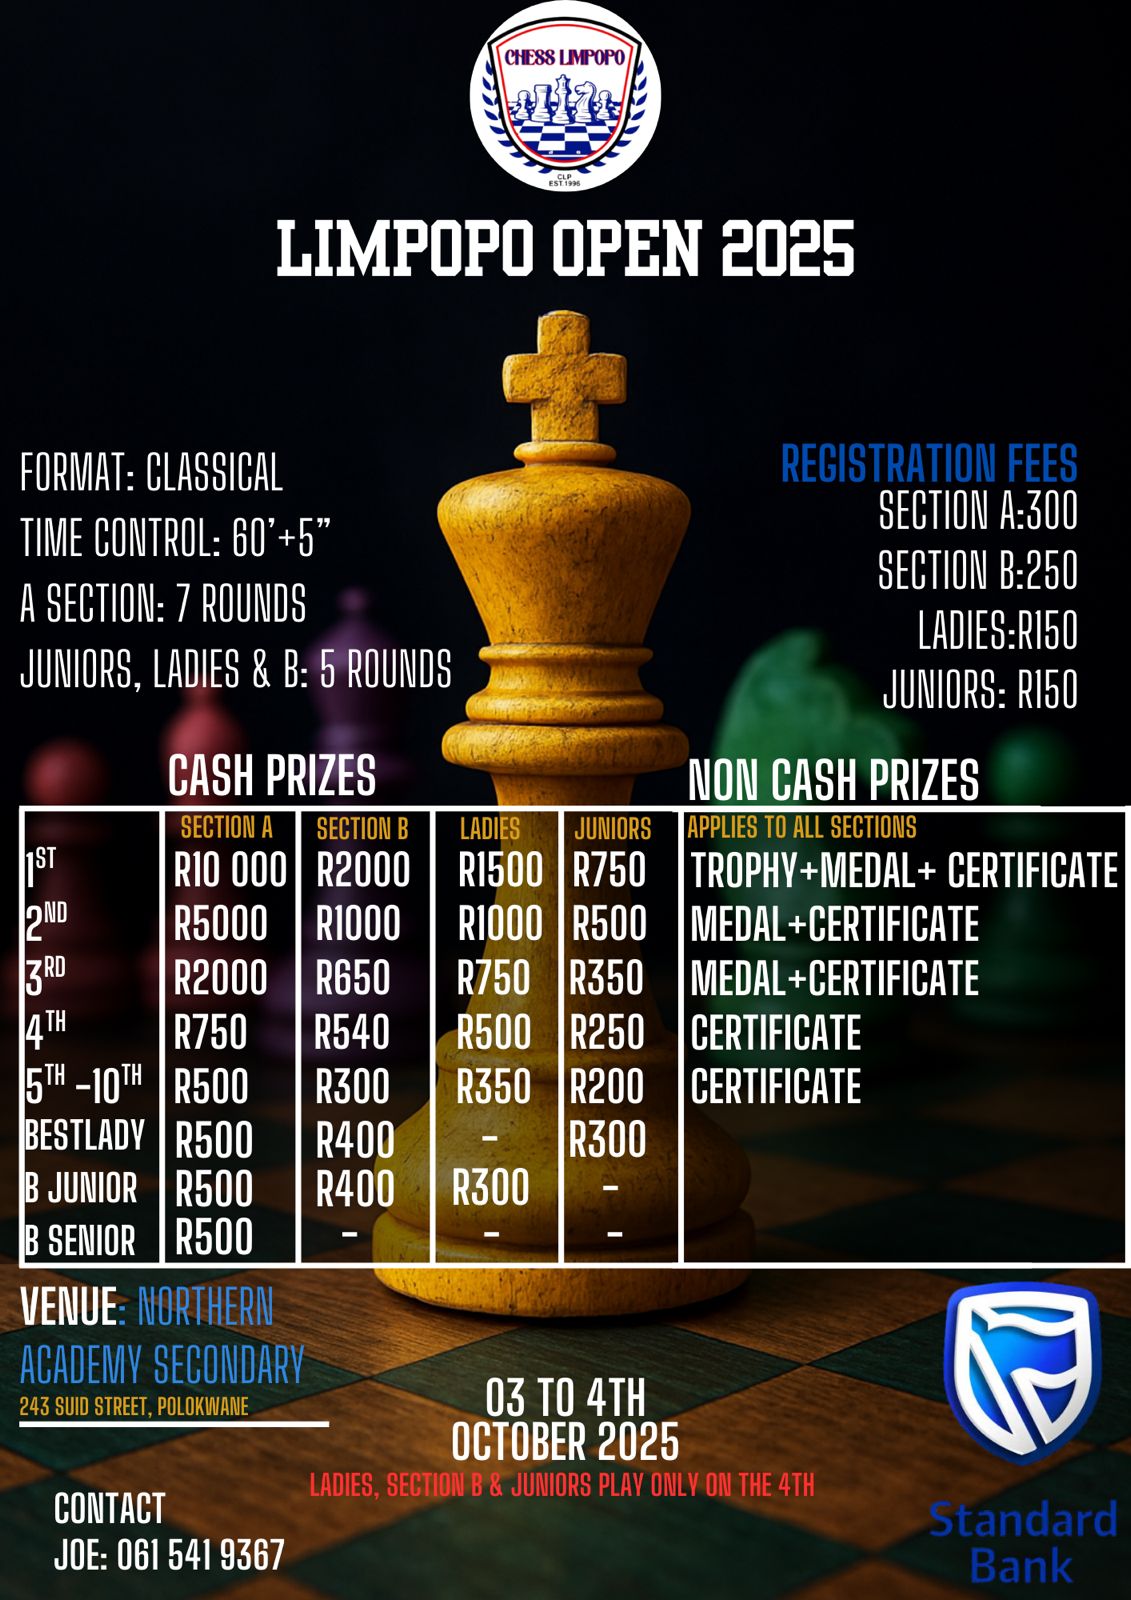 CHESS LIMPOPO
CLP
EST.1996
LIMPOPO OPEN 2025
FORMAT: CLASSICAL
TIME CONTROL: 60'+5"
A SECTION: 7 ROUNDS
JUNIORS, LADIES & B: 5 ROUNDS
REGISTRATION FEES
SECTION A:300
SECTION B:250
LADIES:R150
JUNIORS: R150
CASH PRIZES
NON CASH PRIZES
SECTION A SECTION B LADIES JUNIORS APPLIES TO ALL SECTIONS
1ST R10 000 R2000 R1500 R750 TROPHY+MEDAL+ CERTIFICATE
2ND R5000 R1000 R1000 R500 MEDAL+CERTIFICATE
3RD R2000 R650 R750 R350 MEDAL+CERTIFICATE
4TH R750 R540 R500 R250 CERTIFICATE
5TH -10TH R500 R300 R350 R200 CERTIFICATE
BESTLADY R500 R400 - R300
B JUNIOR R500 R400 R300 -
B SENIOR R500 - - -
VENUE: NORTHERN
ACADEMY SECONDARY
243 SUID STREET, POLOKWANE
03 TO 4TH
OCTOBER 2025
LADIES, SECTION B & JUNIORS PLAY ONLY ON THE 4TH
CONTACT
JOE: 061 541 9367
Standard
Bank